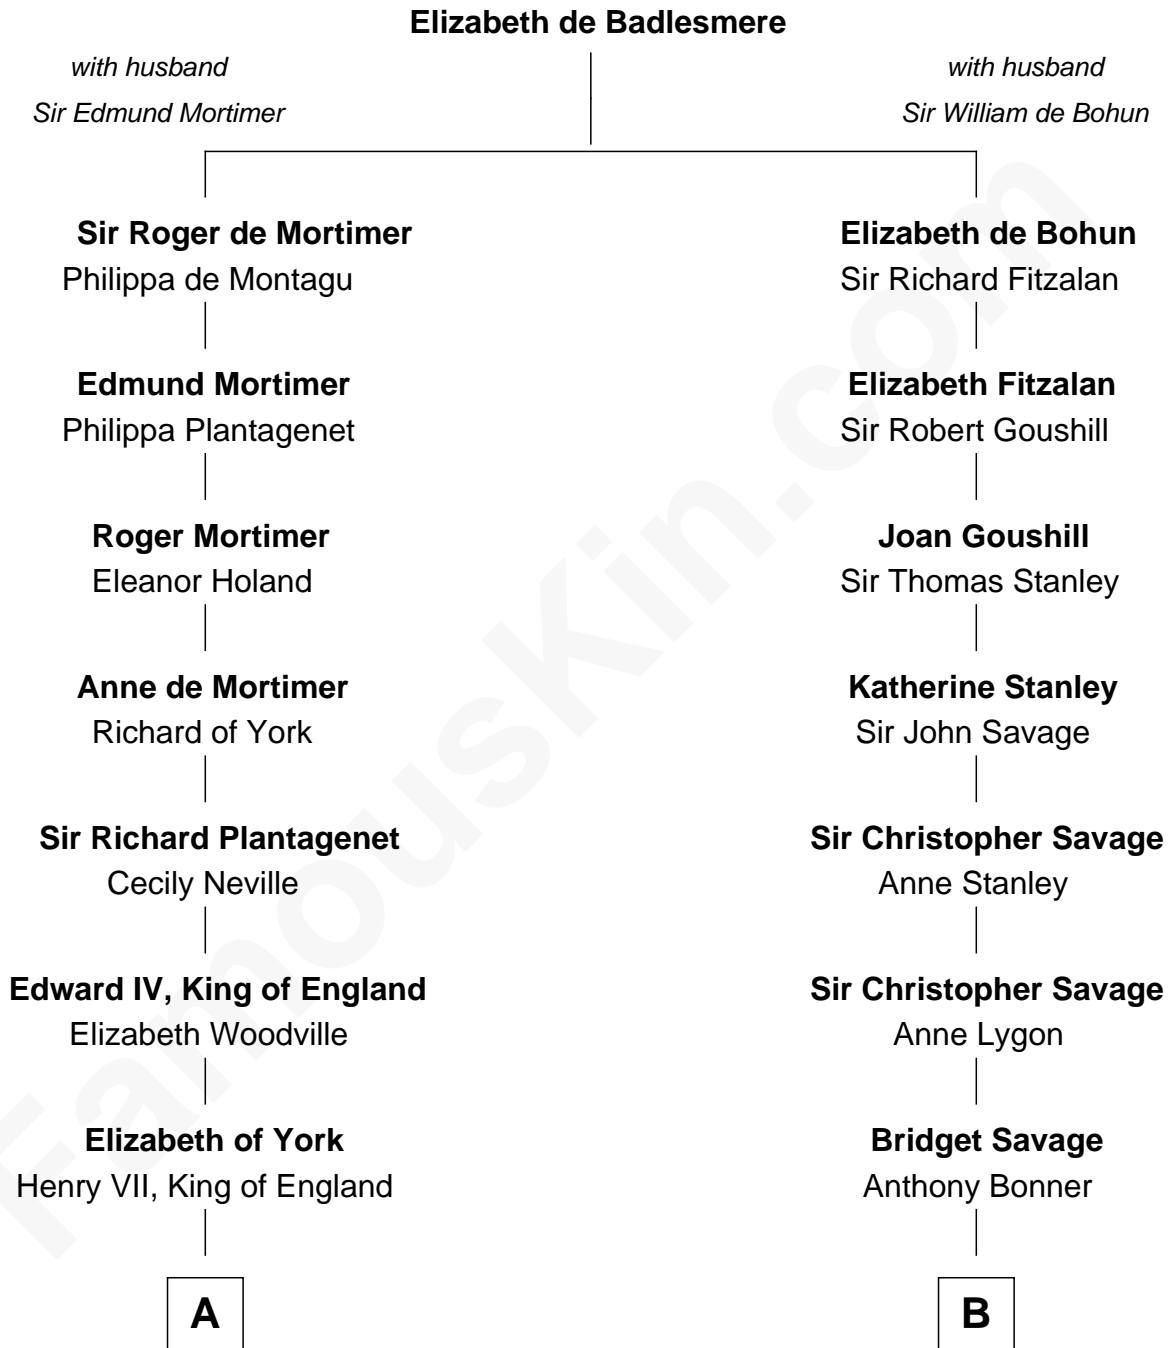 Elizabeth de Badlesmere
with husband
Sir Edmund Mortimer
with husband
Sir William de Bohun
Sir Roger de Mortimer
Philippa de Montagu
Edmund Mortimer
Philippa Plantagenet
Roger Mortimer
Eleanor Holand
Anne de Mortimer
Richard of York
Sir Richard Plantagenet
Cecily Neville
Edward IV, King of England
Elizabeth Woodville
Elizabeth of York
Henry VII, King of England
A
Elizabeth de Bohun
Sir Richard Fitzalan
Elizabeth Fitzalan
Sir Robert Goushill
Joan Goushill
Sir Thomas Stanley
Katherine Stanley
Sir John Savage
Sir Christopher Savage
Anne Stanley
Sir Christopher Savage
Anne Lygon
Bridget Savage
Anthony Bonner
B
FamousKin.com